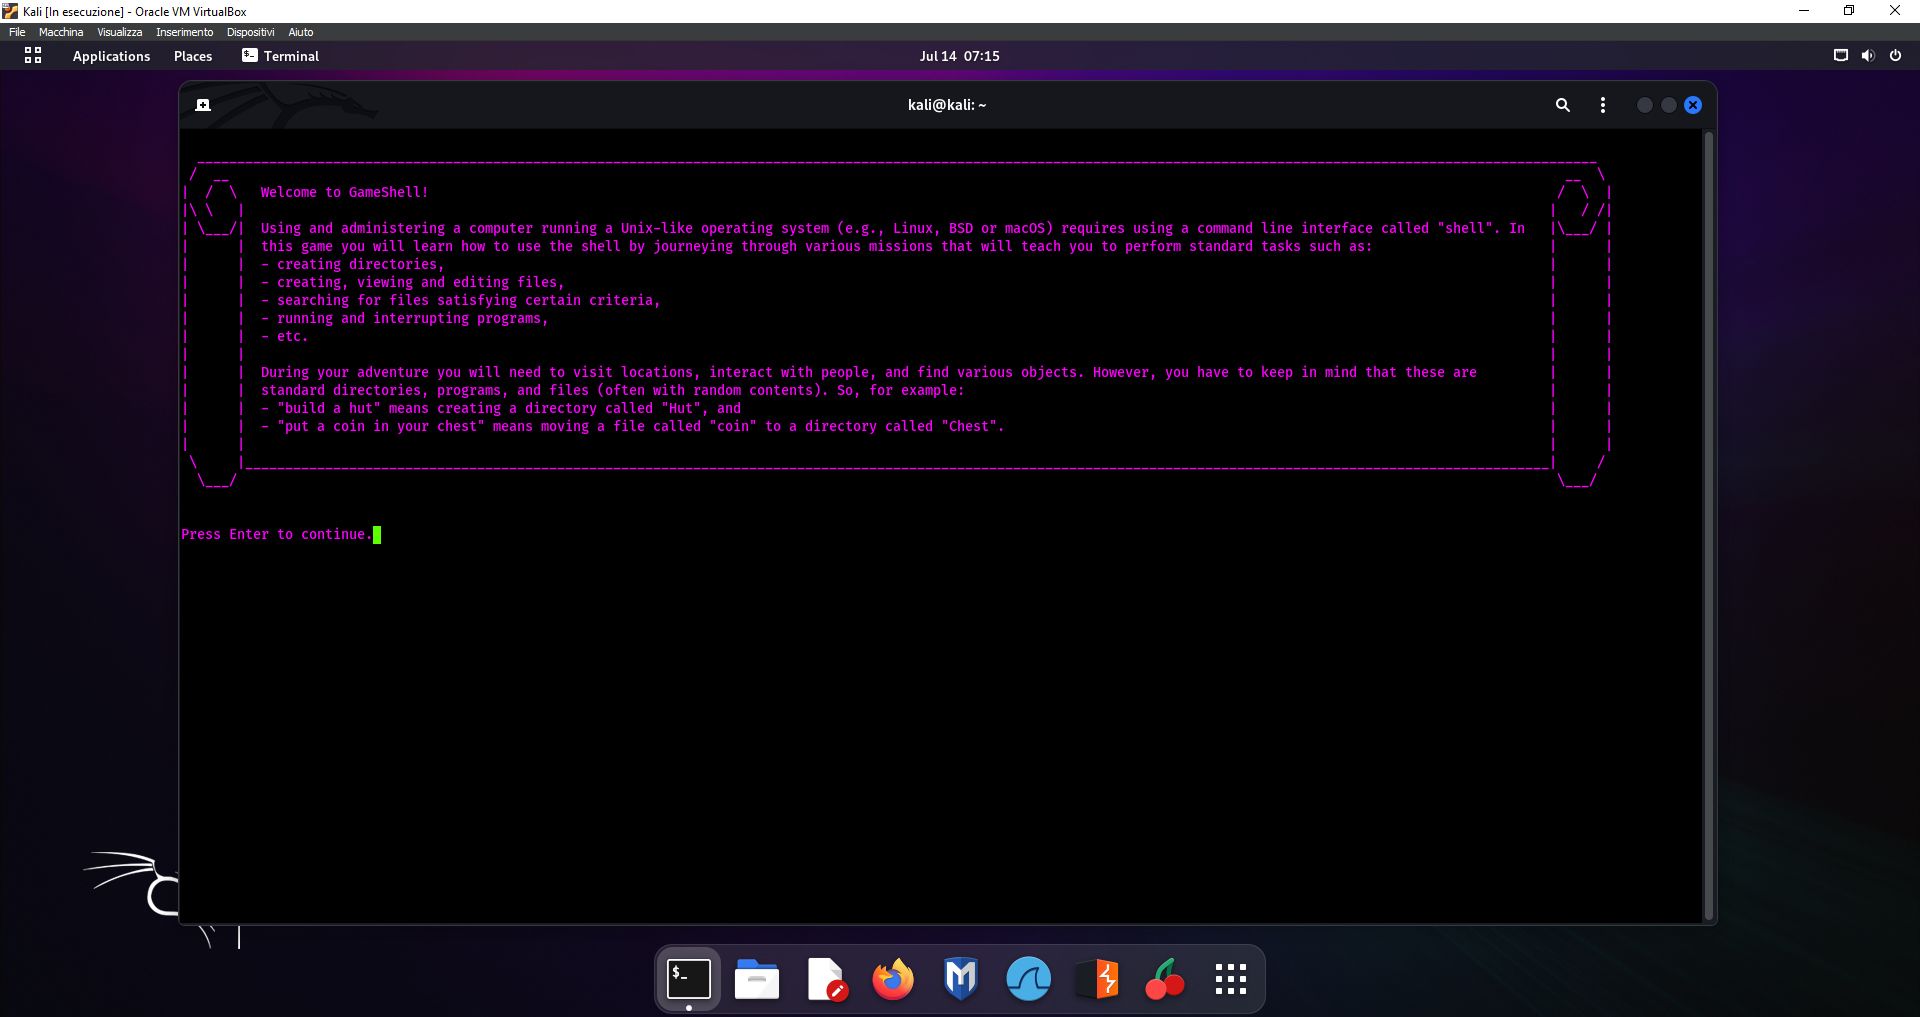 Kali [In esecuzione] - Oracle VM VirtualBox
File Macchina Visualizza Inserimento Dispositivi Aiuto
Applications Places Terminal Jul 14 07:15
kali@kali: ~
Welcome to GameShell!
Using and administering a computer running a Unix-like operating system (e.g., Linux, BSD or macOS) requires using a command line interface called "shell". In
this game you will learn how to use the shell by journeying through various missions that will teach you to perform standard tasks such as:
- creating directories,
- creating, viewing and editing files,
- searching for files satisfying certain criteria,
- running and interrupting programs,
- etc.
During your adventure you will need to visit locations, interact with people, and find various objects. However, you have to keep in mind that these are
standard directories, programs, and files (often with random contents). So, for example:
- "build a hut" means creating a directory called "Hut", and
- "put a coin in your chest" means moving a file called "coin" to a directory called "Chest".
Press Enter to continue.
$_